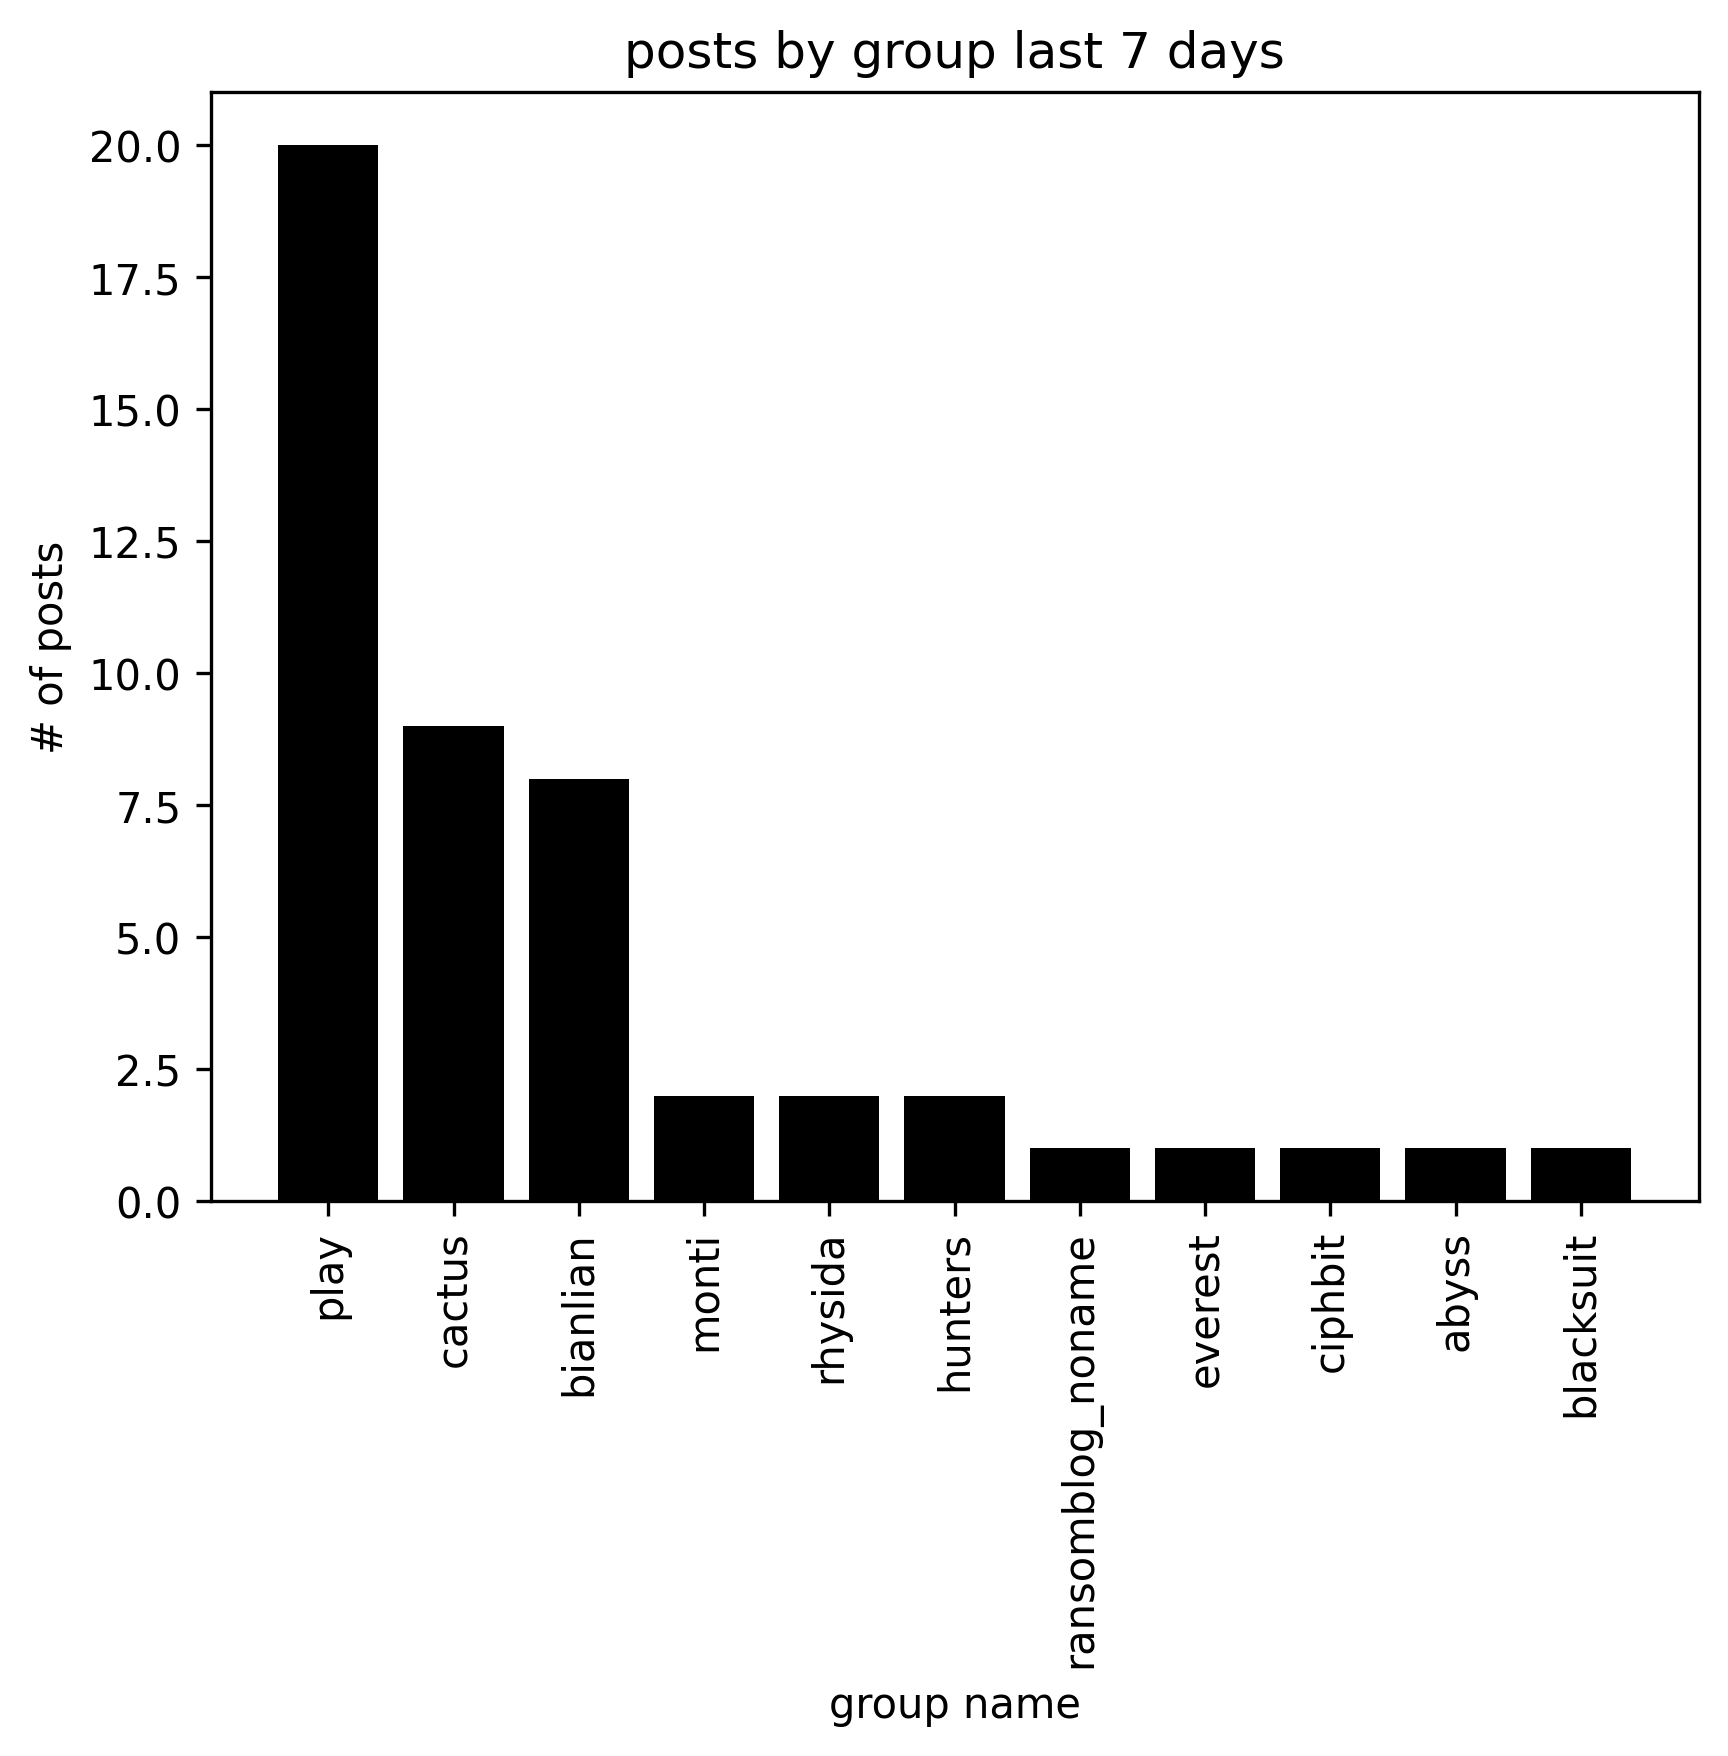 posts by group last 7 days
20.0
17.5
15.0
12.5
10.0
7.5
5.0
2.5
0.0
# of posts
play
cactus
bianlian
monti
rhysida
hunters
ransomblog_noname
everest
ciphbit
abyss
blacksuit
group name